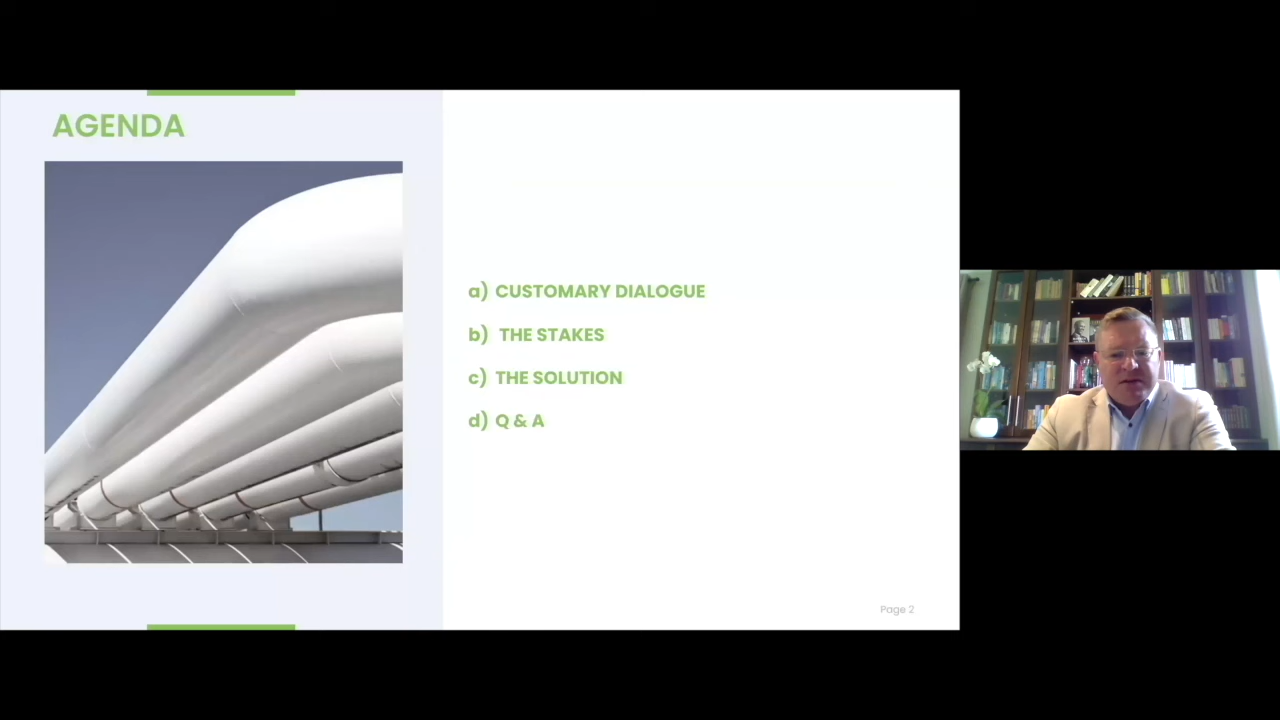 AGENDA
a) CUSTOMARY DIALOGUE
b) THE STAKES
c) THE SOLUTION
d) Q & A
Page 2